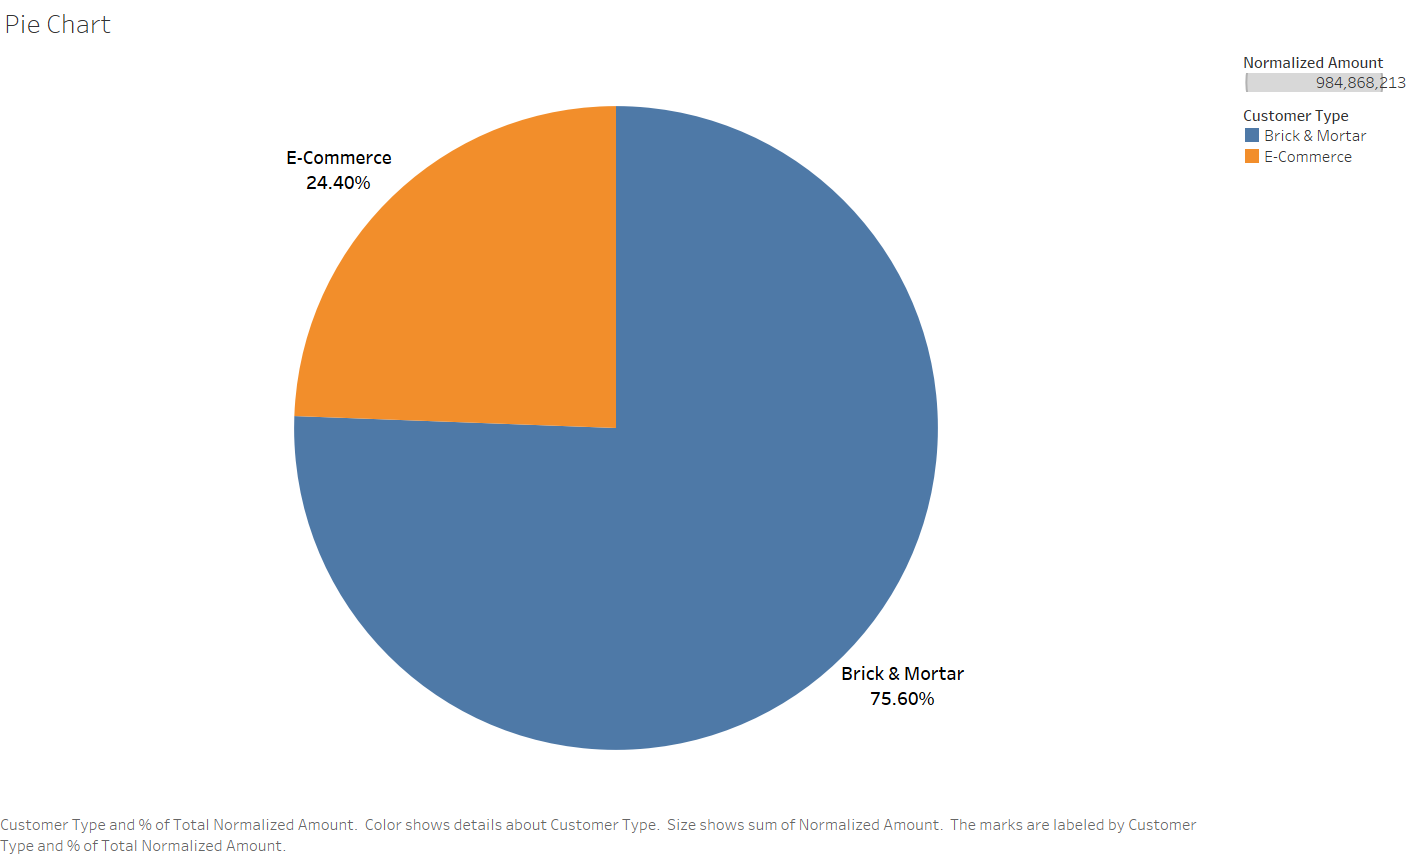 Pie Chart
Normalized Amount
984,868,213
Customer Type
Brick & Mortar
E-Commerce
E-Commerce
24.40%
Brick & Mortar
75.60%
Customer Type and % of Total Normalized Amount.  Color shows details about Customer Type.  Size shows sum of Normalized Amount.  The marks are labeled by Customer
Type and % of Total Normalized Amount.